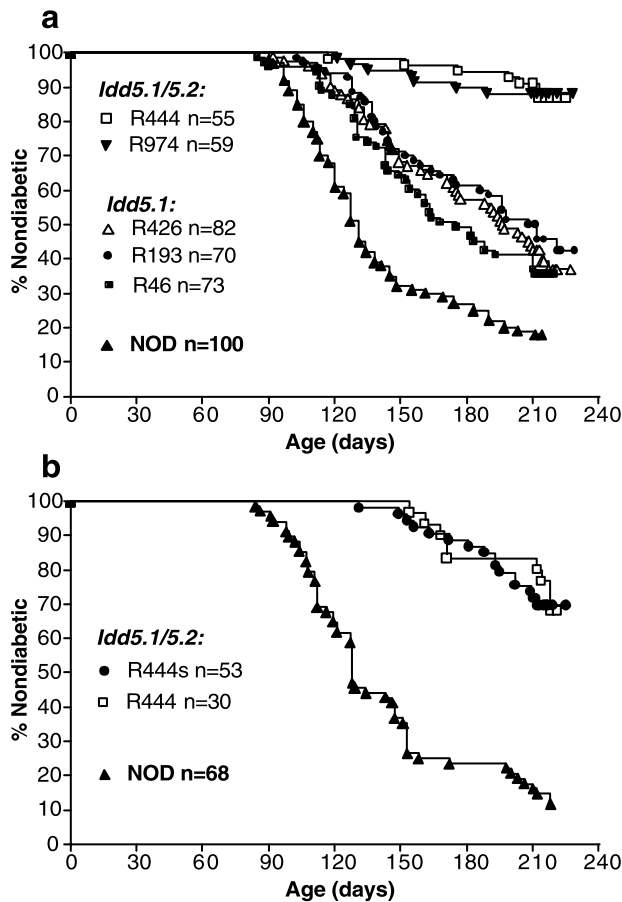 a
100
90
80
70
60
50
40
30
20
10
0
% Nondiabetic
Idd5.1/5.2:
R444 n=55
R974 n=59
Idd5.1:
R426 n=82
R193 n=70
R46 n=73
NOD n=100
0 30 60 90 120 150 180 210 240
Age (days)
b
100
90
80
70
60
50
40
30
20
10
0
% Nondiabetic
Idd5.1/5.2:
R444s n=53
R444 n=30
NOD n=68
0 30 60 90 120 150 180 210 240
Age (days)